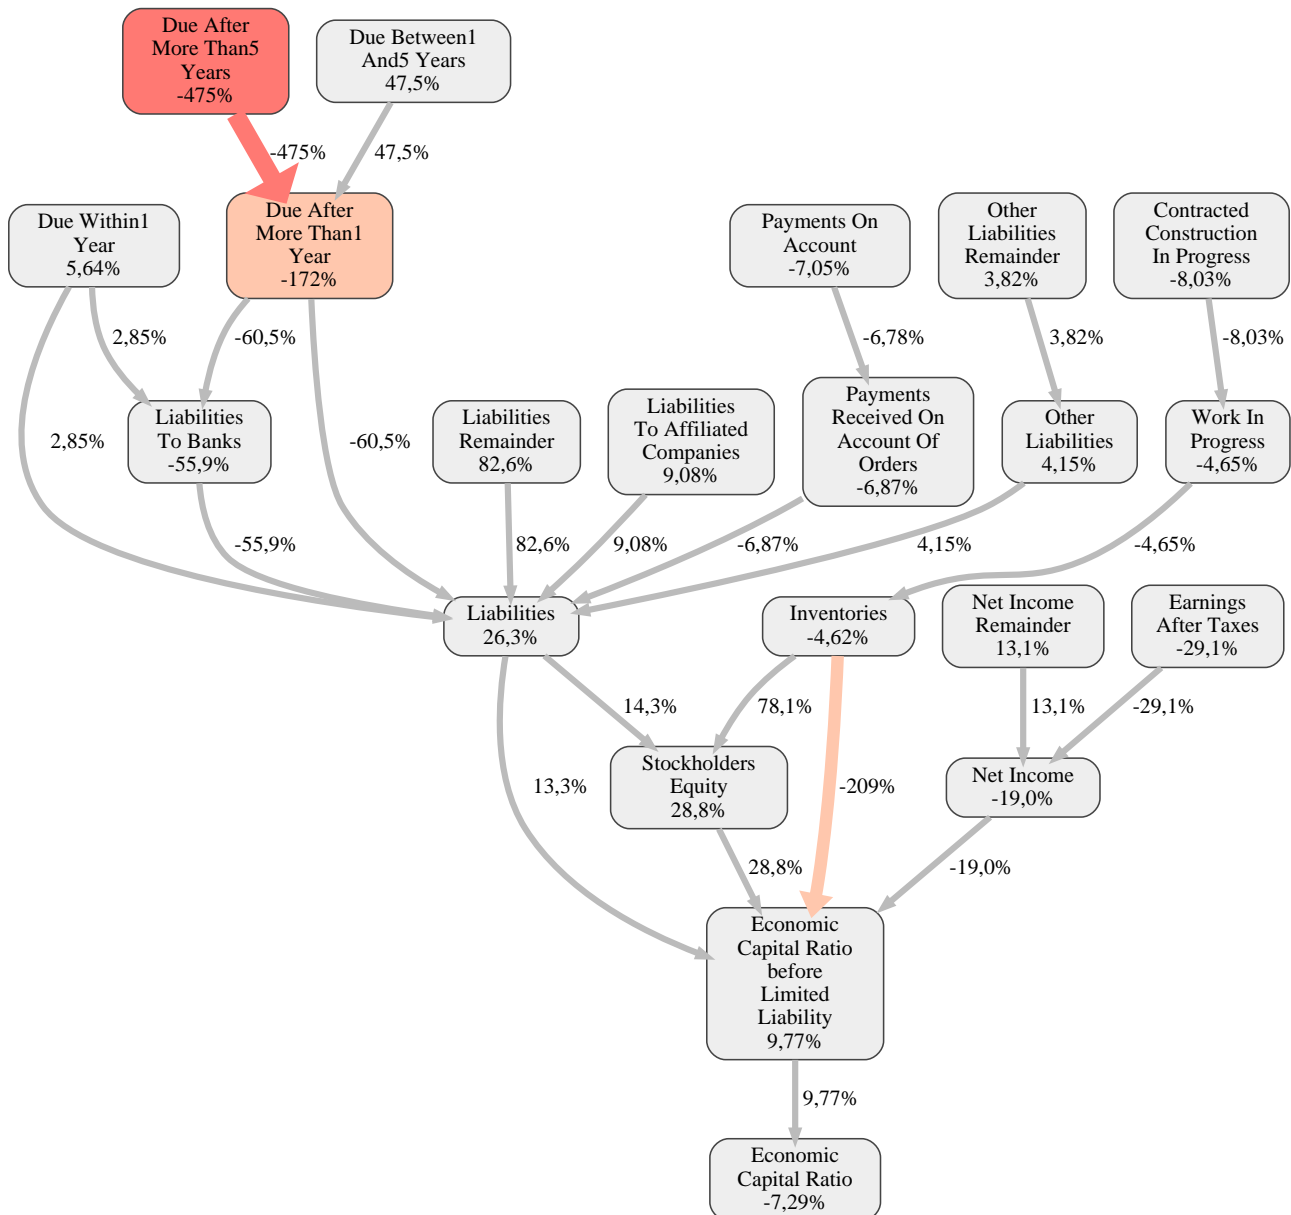 Due After
More Than5
Years
-475%
Due Between1
And5 Years
47,5%
-475%
47,5%
Due Within1
Year
5,64%
Due After
More Than1
Year
-172%
Payments On
Account
-7,05%
Other
Liabilities
Remainder
3,82%
Contracted
Construction
In Progress
-8,03%
2,85%
-60,5%
-6,78%
3,82%
-8,03%
2,85%
Liabilities
To Banks
-55,9%
-60,5%
Liabilities
Remainder
82,6%
Liabilities
To Affiliated
Companies
9,08%
Payments
Received On
Account Of
Orders
-6,87%
Other
Liabilities
4,15%
Work In
Progress
-4,65%
-55,9%
82,6%
9,08%
-6,87%
4,15%
-4,65%
Liabilities
26,3%
Inventories
-4,62%
Net Income
Remainder
13,1%
Earnings
After Taxes
-29,1%
14,3%
78,1%
13,1%
-29,1%
13,3%
Stockholders
Equity
28,8%
-209%
Net Income
-19,0%
28,8%
-19,0%
Economic
Capital Ratio
before
Limited
Liability
9,77%
9,77%
Economic
Capital Ratio
-7,29%